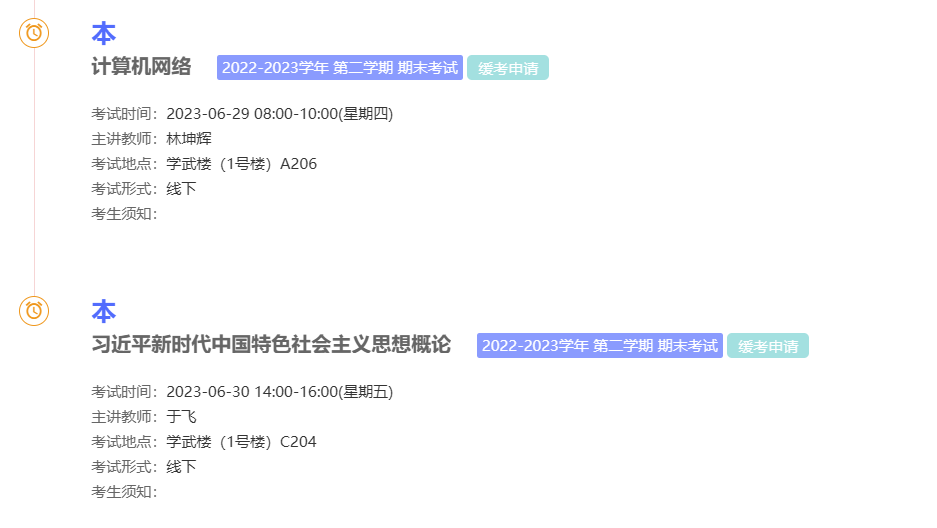 本
计算机网络 2022-2023学年 第二学期 期末考试 缓考申请
考试时间：2023-06-29 08:00-10:00(星期四)
主讲教师：林坤辉
考试地点：学武楼（1号楼）A206
考试形式：线下
考生须知：
本
习近平新时代中国特色社会主义思想概论 2022-2023学年 第二学期 期末考试 缓考申请
考试时间：2023-06-30 14:00-16:00(星期五)
主讲教师：于飞
考试地点：学武楼（1号楼）C204
考试形式：线下
考生须知：